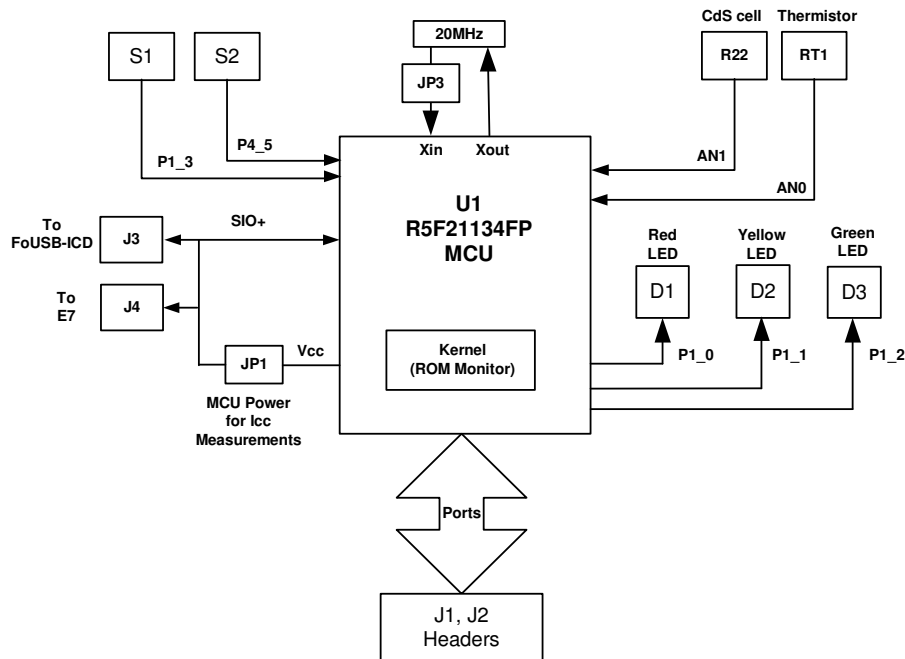 CdS cell
Thermistor
S1
S2
20MHz
R22
RT1
JP3
Xin
Xout
P4_5
P1_3
AN1
AN0
U1
R5F21134FP
MCU
To
FoUSB-ICD
J3
SIO+
To
E7
J4
JP1
Vcc
MCU Power
for Icc
Measurements
Kernel
(ROM Monitor)
Red
LED
Yellow
LED
Green
LED
D1
D2
D3
P1_0
P1_1
P1_2
Ports
J1, J2
Headers